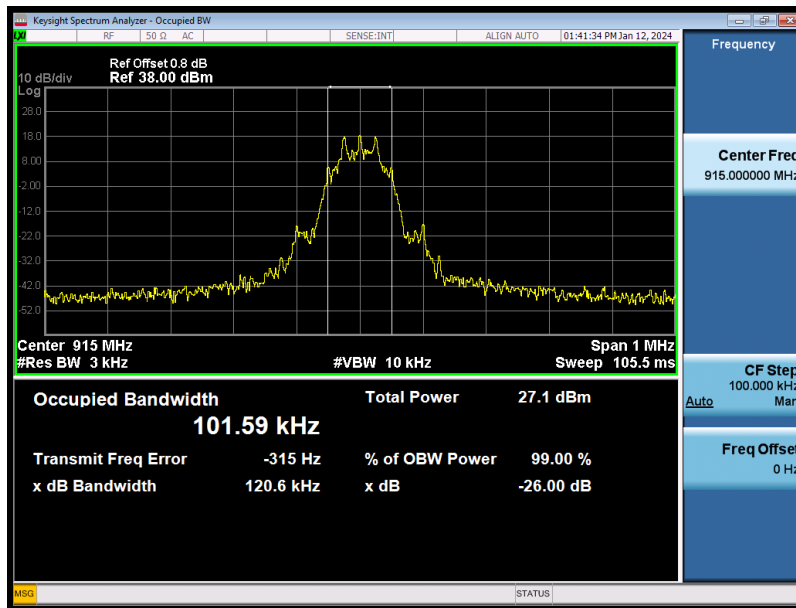 Keysight Spectrum Analyzer - Occupied BW
LXI RF 50 Ω AC SENSE:INT ALIGN AUTO 01:41:34 PM Jan 12, 2024
Frequency
Ref Offset 0.8 dB
10 dB/div Ref 38.00 dBm
Log
28.0
18.0
8.00
-2.00
-12.0
-22.0
-32.0
-42.0
-52.0
Center 915 MHz Span 1 MHz
#Res BW 3 kHz #VBW 10 kHz Sweep 105.5 ms
Occupied Bandwidth Total Power 27.1 dBm
101.59 kHz
Transmit Freq Error -315 Hz % of OBW Power 99.00 %
x dB Bandwidth 120.6 kHz x dB -26.00 dB
Center Freq
915.000000 MHz
CF Step
100.000 kHz
Auto Man
Freq Offset
0 Hz
MSG STATUS